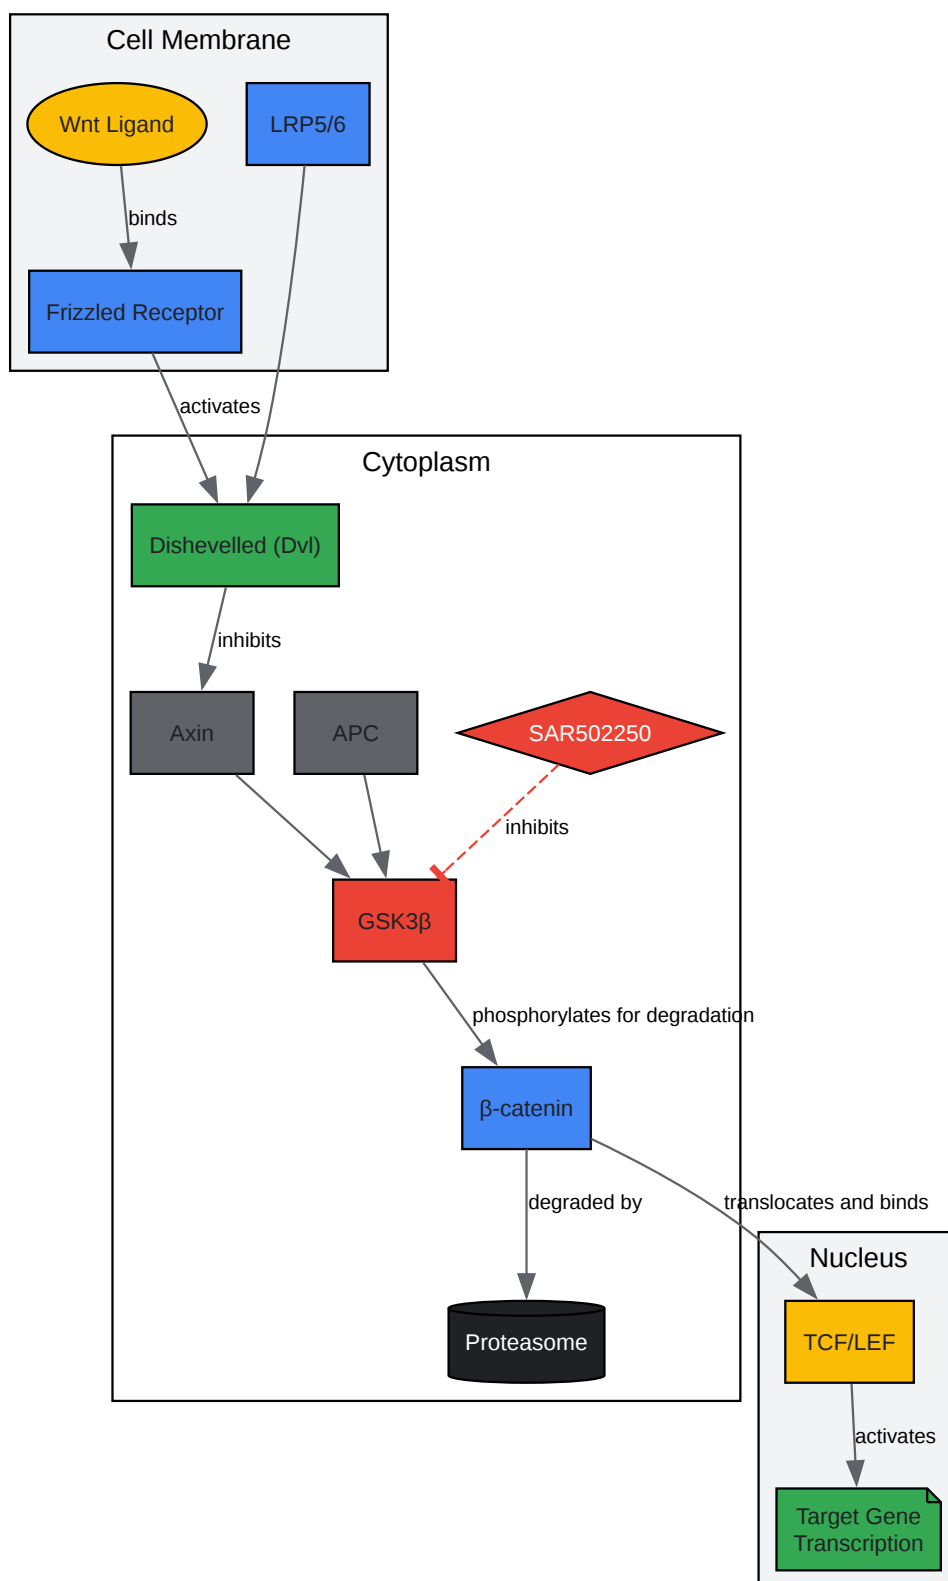 Cell Membrane
Wnt Ligand
LRP5/6
binds
Frizzled Receptor
activates
Cytoplasm
Dishevelled (Dvl)
inhibits
Axin
APC
SAR502250
inhibits
GSK3β
phosphorylates for degradation
β-catenin
degraded by
translocates and binds
Nucleus
Proteasome
TCF/LEF
activates
Target Gene
Transcription